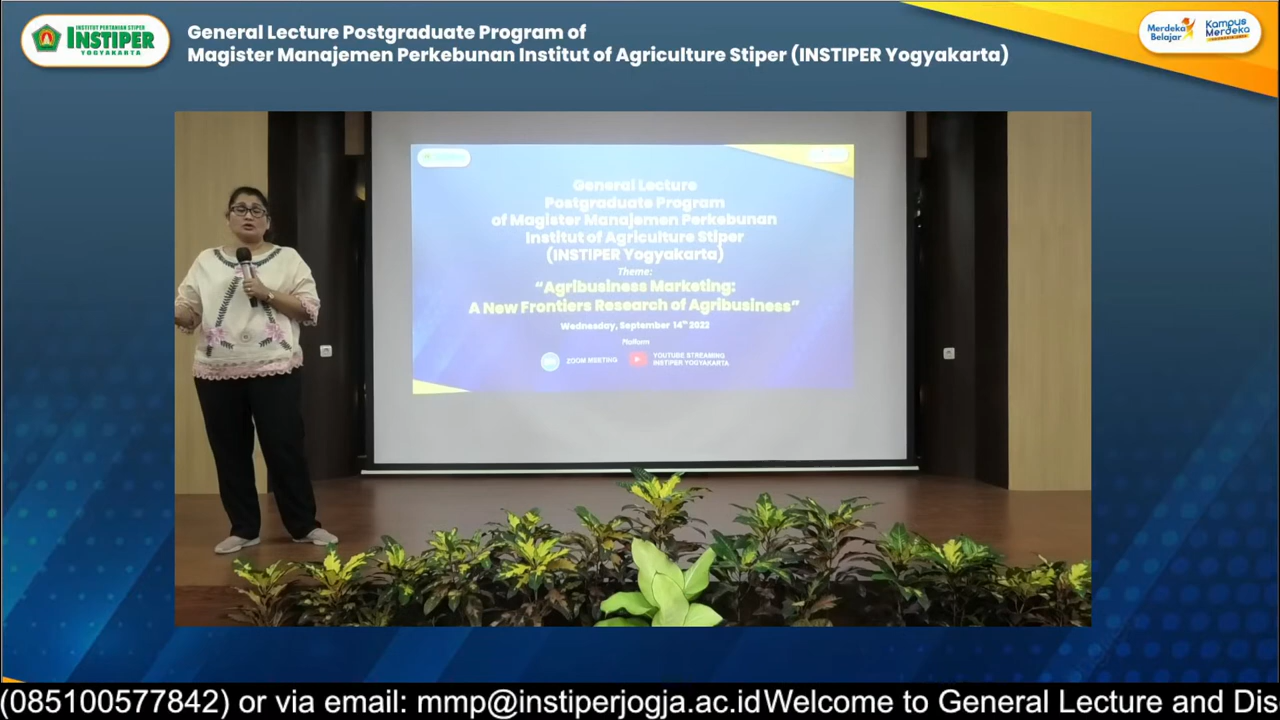 INSTITUT PERTANIAN STIPER
INSTIPER
YOGYAKARTA
General Lecture Postgraduate Program of
Magister Manajemen Perkebunan Institut of Agriculture Stiper (INSTIPER Yogyakarta)
Merdeka
Belajar
Kampus
Merdeka
General Lecture
Postgraduate Program
of Magister Manajemen Perkebunan
Institut of Agriculture Stiper
(INSTIPER Yogyakarta)
Theme:
“Agribusiness Marketing:
A New Frontiers Research of Agribusiness”
Wednesday, September 14th 2022
Platform
ZOOM MEETING
YOUTUBE STREAMING
INSTIPER YOGYAKARTA
(085100577842) or via email: mmp@instiperjogja.ac.idWelcome to General Lecture and Dis